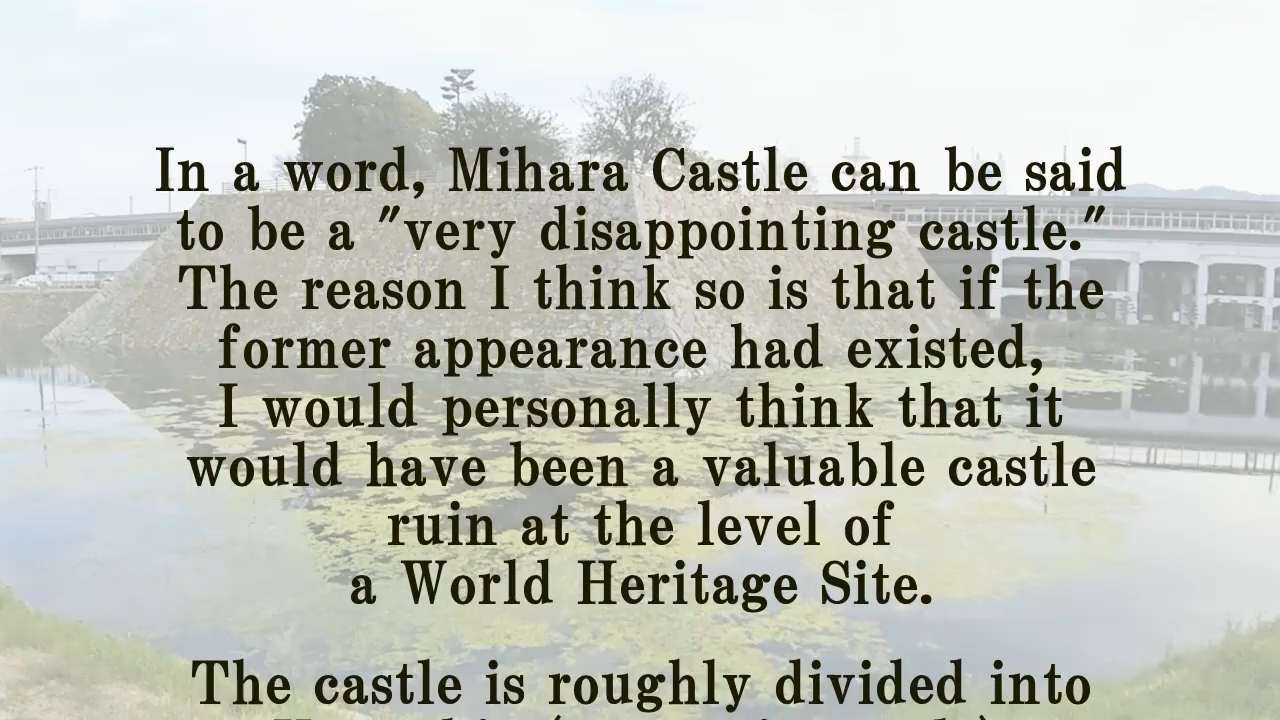 In a word, Mihara Castle can be said
to be a "very disappointing castle."
The reason I think so is that if the
former appearance had existed,
I would personally think that it
would have been a valuable castle
ruin at the level of
a World Heritage Site.
The castle is roughly divided into